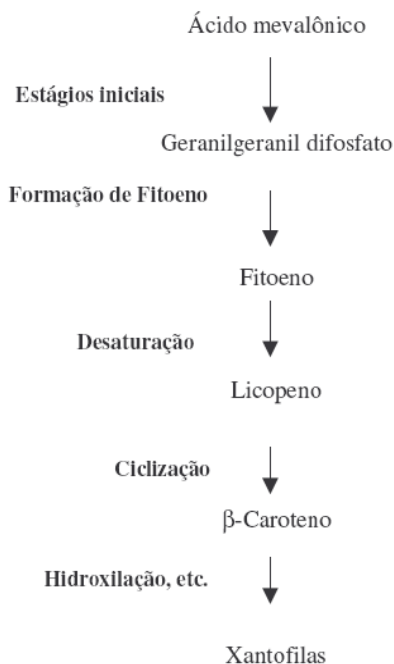 Ácido mevalônico
Estágios iniciais
Geranilgeranil difosfato
Formação de Fitoeno
Fitoeno
Desaturação
Licopeno
Ciclização
β-Caroteno
Hidroxilação, etc.
Xantofilas